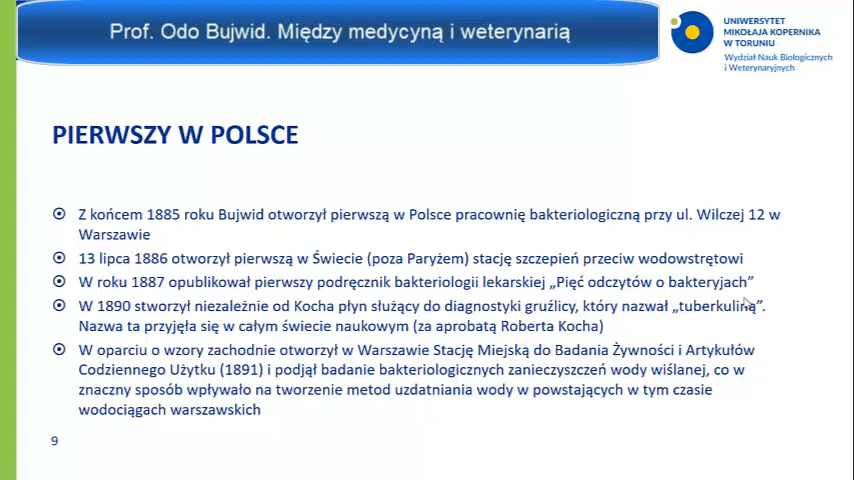 Prof. Odo Bujwid. Między medycyną i weterynarią
UNIWERSYTET
MIKOŁAJA KOPERNIKA
W TORUNIU
Wydział Nauk Biologicznych
i Weterynaryjnych
PIERWSZY W POLSCE
Z końcem 1885 roku Bujwid otworzył pierwszą w Polsce pracownię bakteriologiczną przy ul. Wilczej 12 w
Warszawie
13 lipca 1886 otworzył pierwszą w Świecie (poza Paryżem) stację szczepień przeciw wodowstrętowi
W roku 1887 opublikował pierwszy podręcznik bakteriologii lekarskiej „Pięć odczytów o bakteryjach”
W 1890 stworzył niezależnie od Kocha płyn służący do diagnostyki gruźlicy, który nazwał „tuberkuliną”.
Nazwa ta przyjęła się w całym świecie naukowym (za aprobatą Roberta Kocha)
W oparciu o wzory zachodnie otworzył w Warszawie Stację Miejską do Badania Żywności i Artykułów
Codziennego Użytku (1891) i podjął badanie bakteriologicznych zanieczyszczeń wody wiślanej, co w
znaczny sposób wpływało na tworzenie metod uzdatniania wody w powstających w tym czasie
wodociągach warszawskich
9